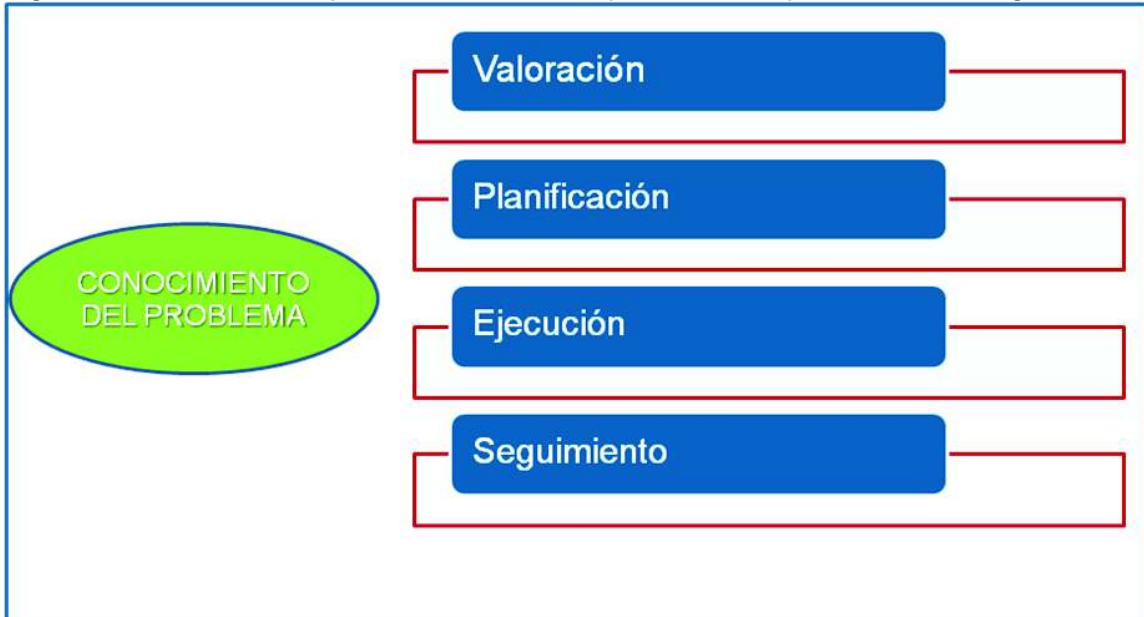 CONOCIMIENTO
DEL PROBLEMA
Valoración
Planificación
Ejecución
Seguimiento